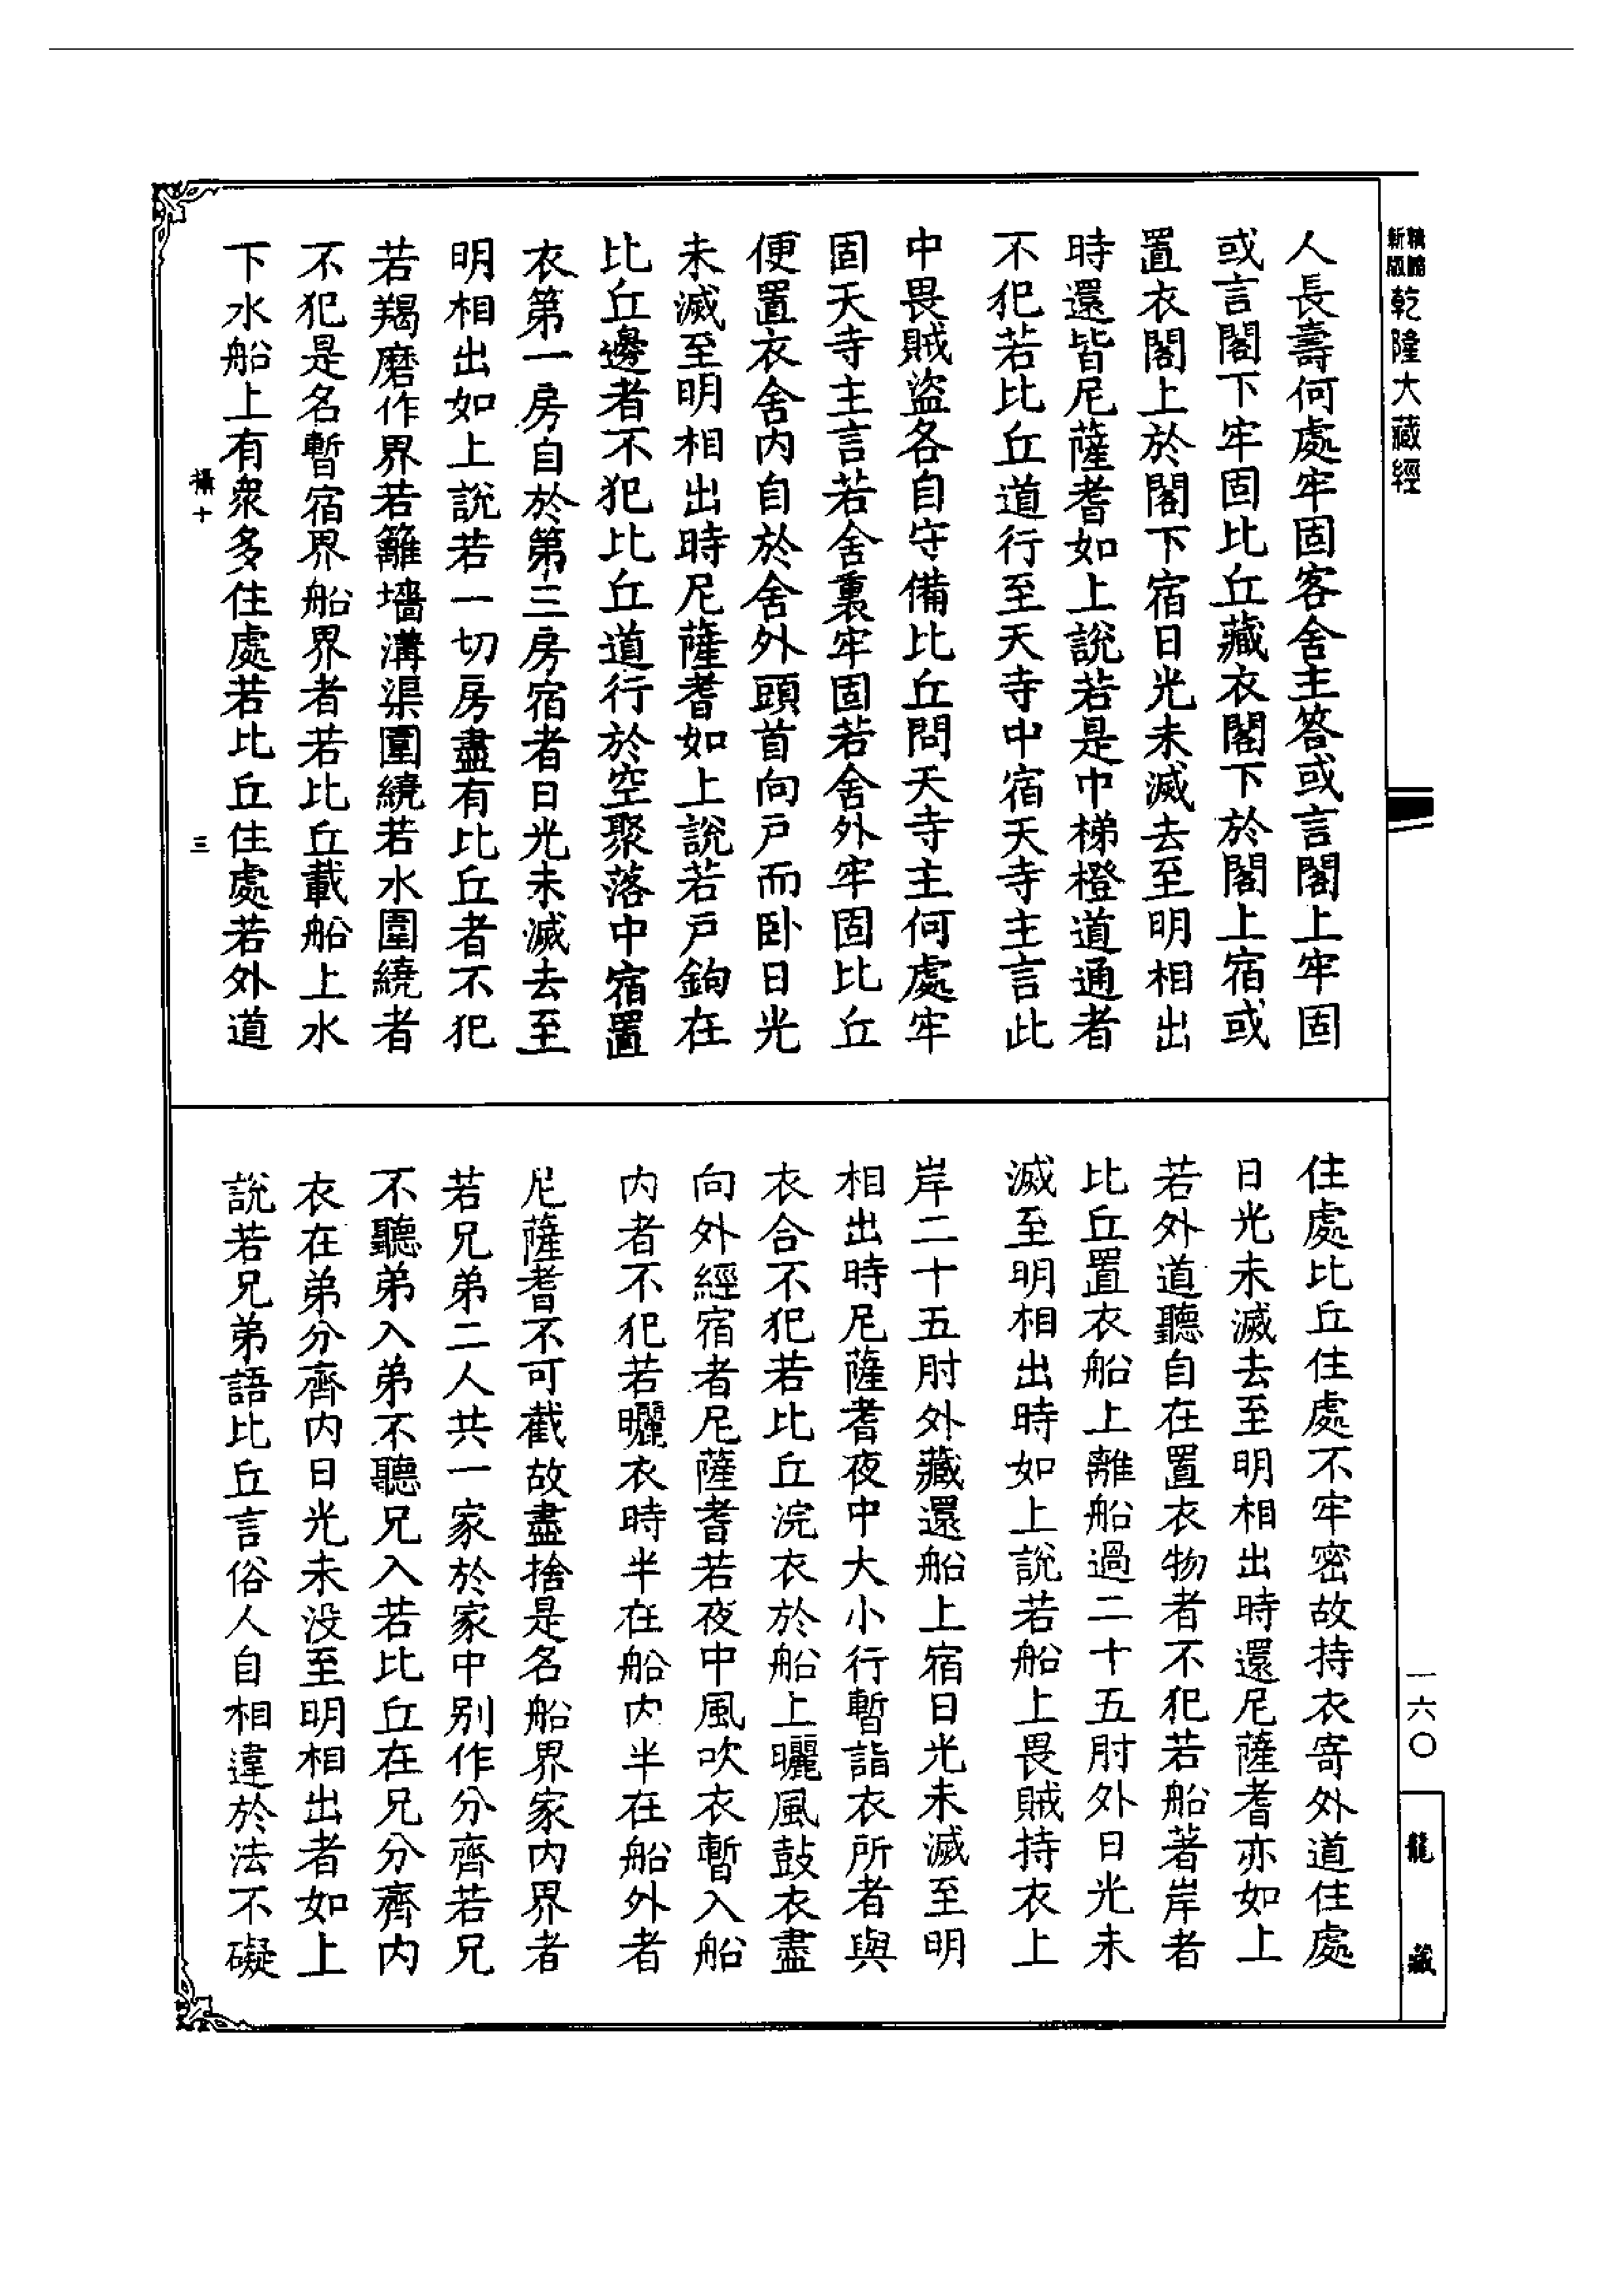 精縮新版
乾隆大藏經
人長壽何處牢固客舍主答或言閣上牢固
或言閣下牢固比丘藏衣閣下於閣上宿或
置衣閣上於閣下宿日光未滅去至明相出
時還皆尼薩耆如上說若是中梯橙道通者
不犯若比丘道行至天寺中宿天寺主言此
中畏賊盜各自守備比丘問天寺主何處牢
固天寺主言若舍裏牢固若舍外牢固比丘
便置衣舍內自於舍外頭首向戶而卧日光
未滅至明相出時尼薩耆如上說若戶鉤在
比丘邊者不犯比丘道行於空聚落中宿置
衣第一房自於第三房宿者日光未滅去至
明相出如上說若一切房盡有比丘者不犯
若羯磨作界若籬墻溝渠圍繞若水圍繞者
不犯是名暫宿界船界者若比丘載船上水
下水船上有衆多住處若比丘住處若外道
攝十
三
住處比丘住處不牢密故持衣寄外道住處
日光未滅去至明相出時還尼薩耆亦如上
若外道聽自在置衣物者不犯若船著岸者
比丘置衣船上離船過二十五肘外日光未
滅至明相出時如上說若船上畏賊持衣上
岸二十五肘外藏還船上宿日光未滅至明
相出時尼薩耆夜中大小行暫詣衣所者與
衣合不犯若比丘浣衣於船上曬風鼓衣盡
向外經宿者尼薩耆若夜中風吹衣暫入船
內者不犯若曬衣時半在船內半在船外者
尼薩耆不可截故盡捨是名船界家內界者
若兄弟二人共一家於家中別作分齊若兄
不聽弟入弟不聽兄入若比丘在兄分齊內
衣在弟分齊內日光未没至明相出者如上
說若兄弟語比丘言俗人自相違於法不礙
一六〇
龍藏